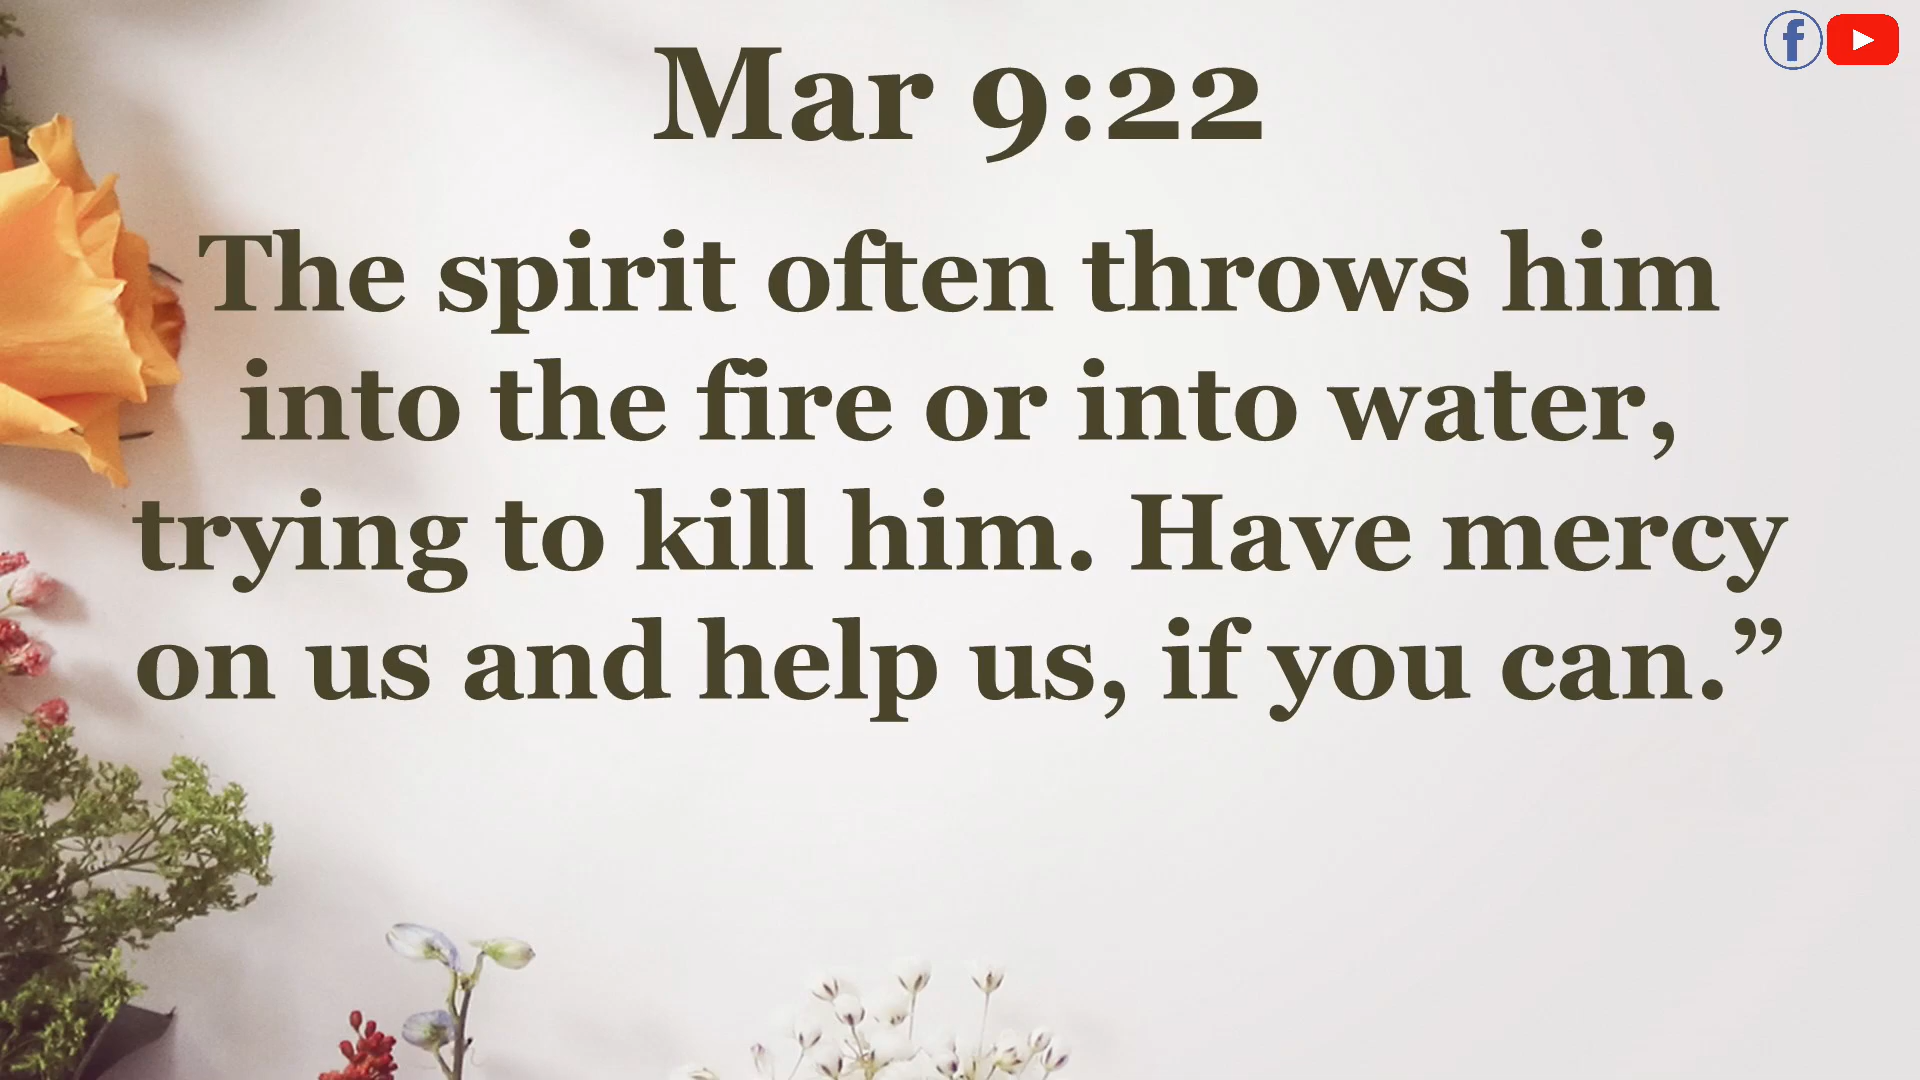 Mar 9:22
The spirit often throws him
into the fire or into water,
trying to kill him. Have mercy
on us and help us, if you can.”